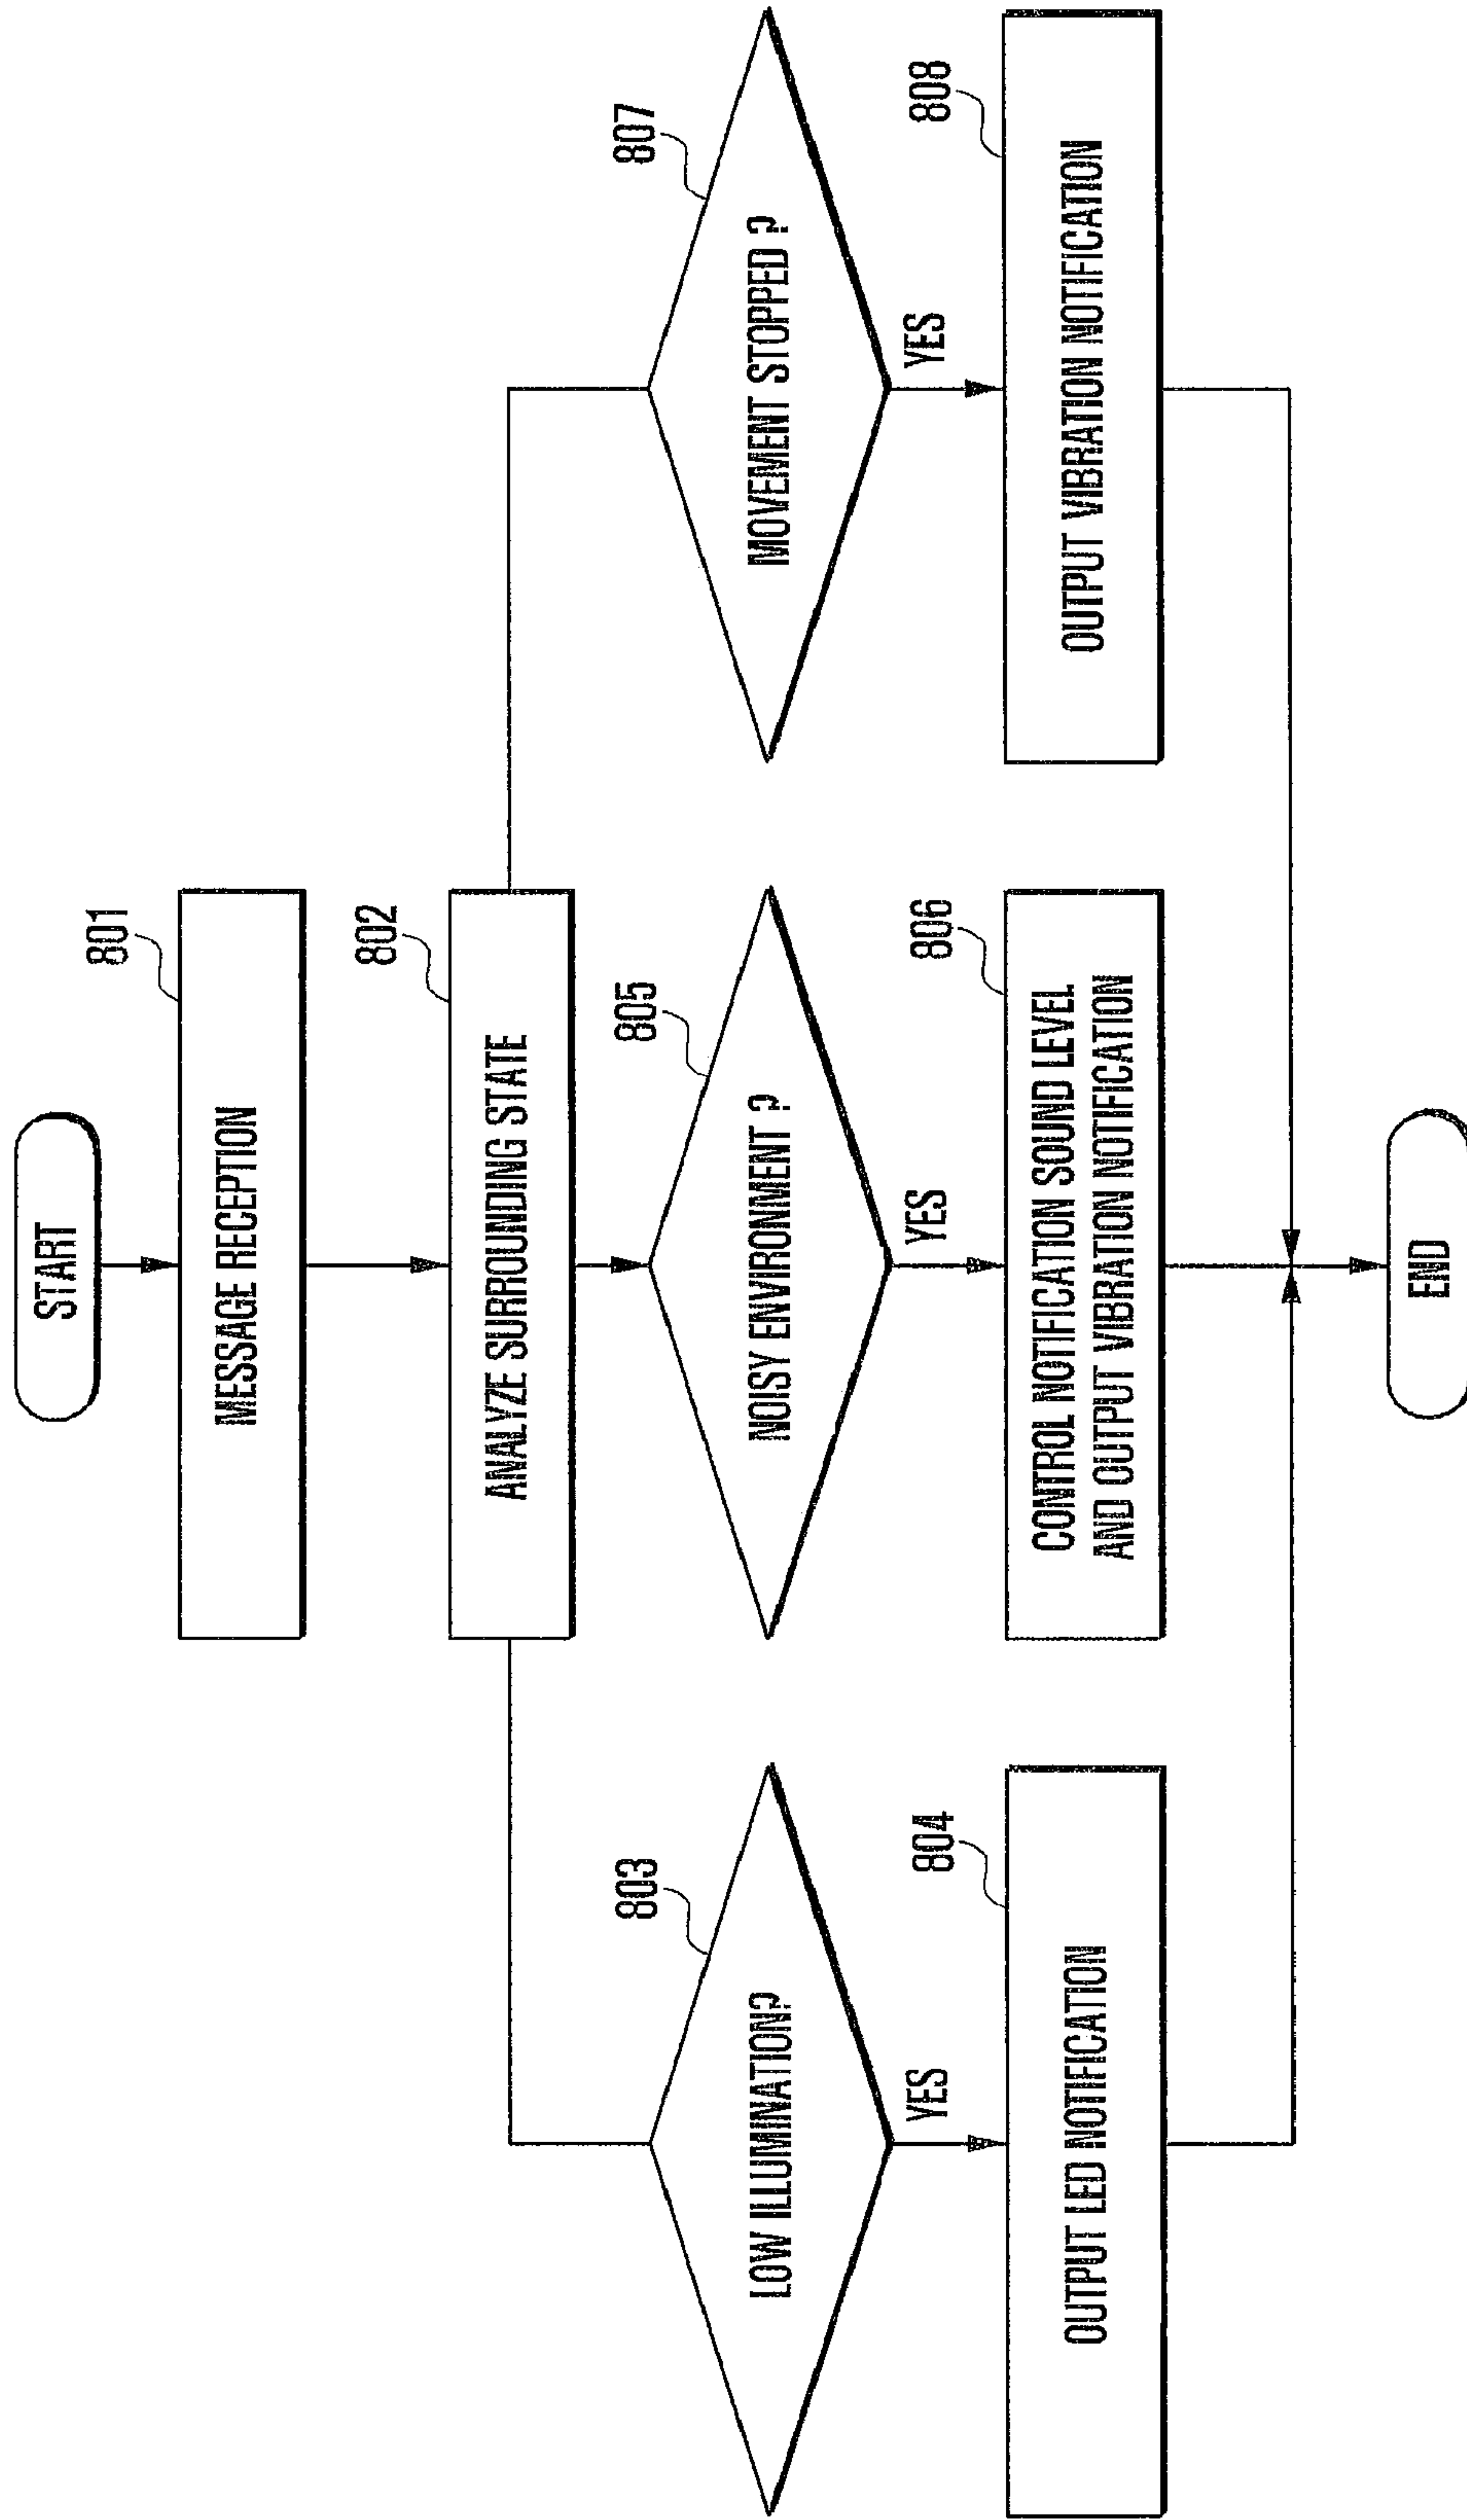 START
801
MESSAGE RECEPTION
802
ANALYZE SURROUNDING STATE
803
LOW ILLUMINATION?
805
NOISY ENVIRONMENT ?
807
MOVEMENT STOPPED ?
YES
YES
YES
804
OUTPUT LED NOTIFICATION
806
CONTROL NOTIFICATION SOUND LEVEL
AND OUTPUT VIBRATION NOTIFICATION
808
OUTPUT VIBRATION NOTIFICATION
END